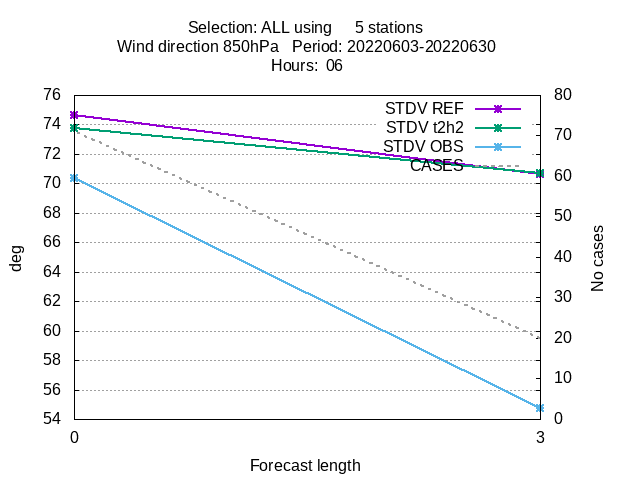 Selection: ALL using 5 stations
Wind direction 850hPa Period: 20220603-20220630
Hours: 06
76
74
72
70
68
66
64
62
60
58
56
54
deg
STDV REF
STDV t2h2
STDV OBS
CASES
80
70
60
50
40
30
20
10
0
No cases
0 3
Forecast length